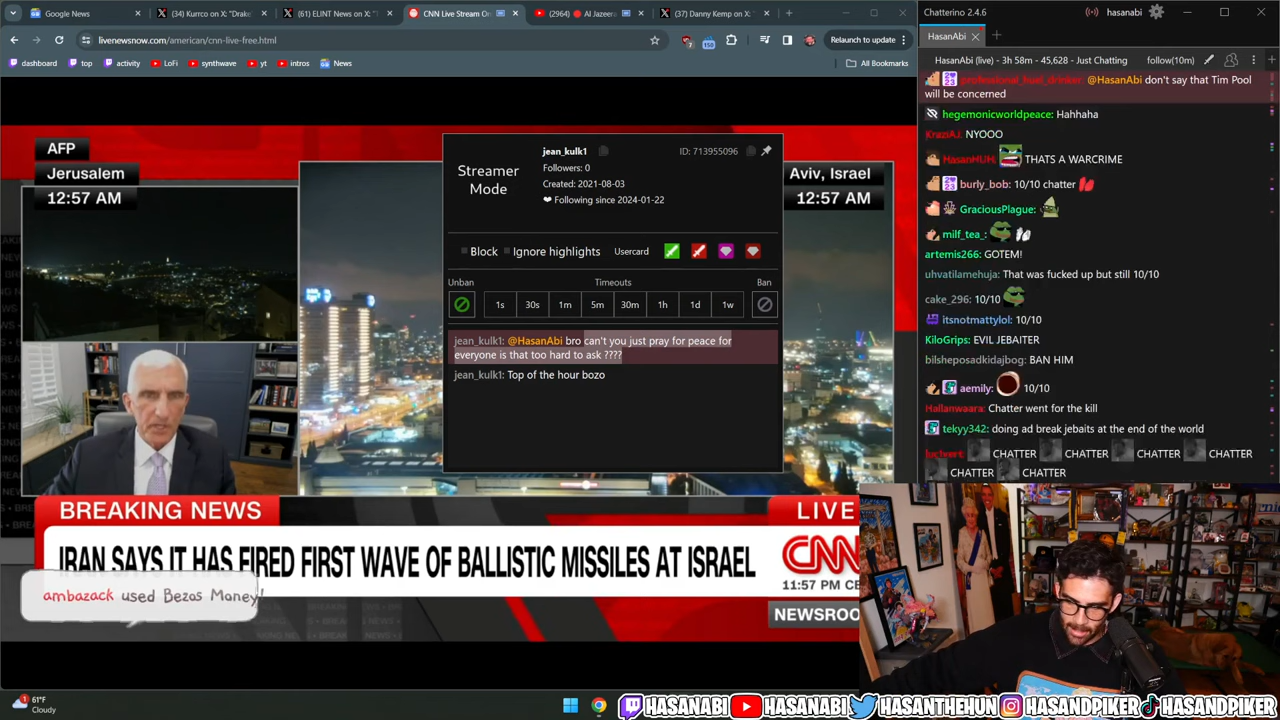 Google News
(34) Kurrco on X: "Drake'
(61) ELINT News on X: "
CNN Live Stream On
(2964) Al Jazeera
(37) Danny Kemp on X:
livenewsnow.com/american/cnn-live-free.html
7
150
Relaunch to update
dashboard
top
activity
LoFi
synthwave
yt
intros
News
All Bookmarks
AFP
Jerusalem
12:57 AM
Aviv, Israel
12:57 AM
Streamer
Mode
jean_kulk1
ID: 713955096
Followers: 0
Created: 2021-08-03
❤ Following since 2024-01-22
Block
Ignore highlights
Usercard
Unban
Timeouts
Ban
1s
30s
1m
5m
30m
1h
1d
1w
jean_kulk1: @HasanAbi bro can't you just pray for peace for
everyone is that too hard to ask ????
jean_kulk1: Top of the hour bozo
BREAKING NEWS
LIVE
IRAN SAYS IT HAS FIRED FIRST WAVE OF BALLISTIC MISSILES AT ISRAEL
CNN
11:57 PM CE
NEWSROO
ambazack used Bezos Money!
Chatterino 2.4.6
hasanabi
HasanAbi
HasanAbi (live) - 3h 58m - 45,628 - Just Chatting
follow(10m)
@HasanAbi don't say that Tim Pool
will be concerned
hegemonicworldpeace: Hahhaha
KraziAJ: NYOOO
HasanHUH: THATS A WARCRIME
burly_bob: 10/10 chatter
GraciousPlague:
milf_tea_:
artemis266: GOTEM!
uhvatilamehuja: That was fucked up but still 10/10
cake_296: 10/10
itsnotmattylol: 10/10
KiloGrips: EVIL JEBAITER
bilsheposadkidajbog: BAN HIM
aemily: 10/10
Hallanwaara: Chatter went for the kill
tekyy342: doing ad break jebaits at the end of the world
CHATTER CHATTER CHATTER CHATTER
CHATTER CHATTER
1
61°F
Cloudy
HASANABI
HASANABI
HASANTHEHUN
HASANDPIKER
HASANDPIKER